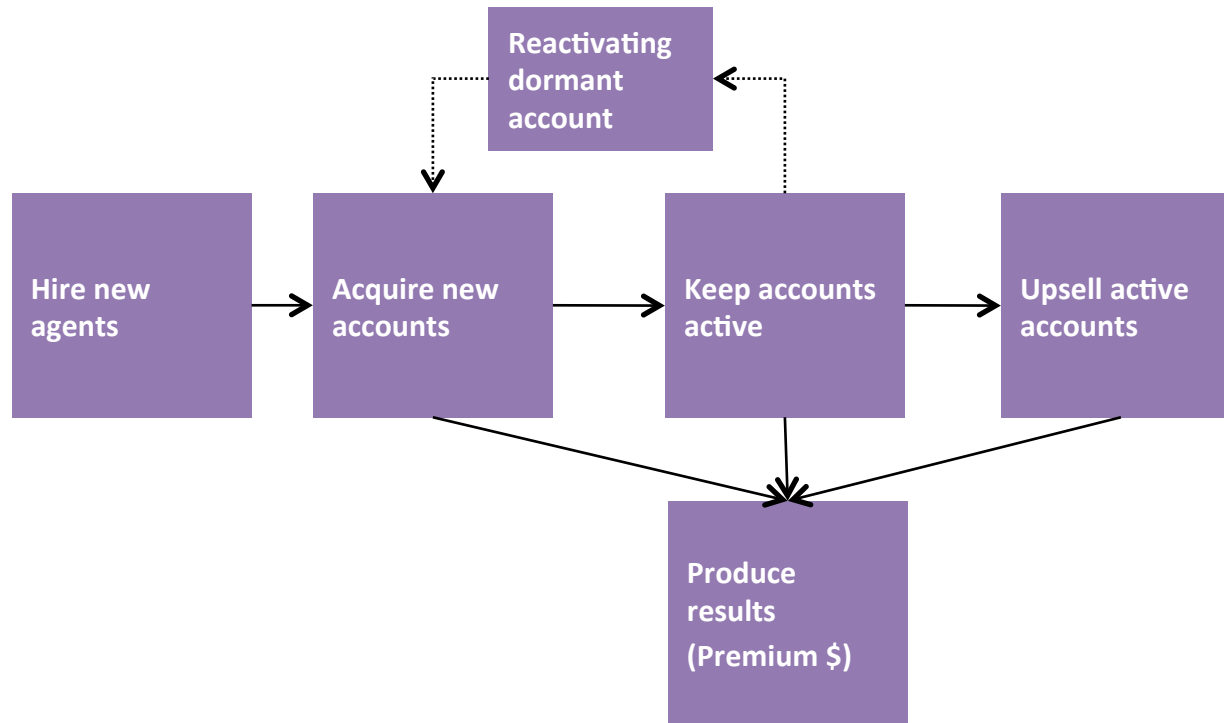 Reactivating
dormant
account
Hire new
agents
Acquire new
accounts
Keep accounts
active
Upsell active
accounts
Produce
results
(Premium $)